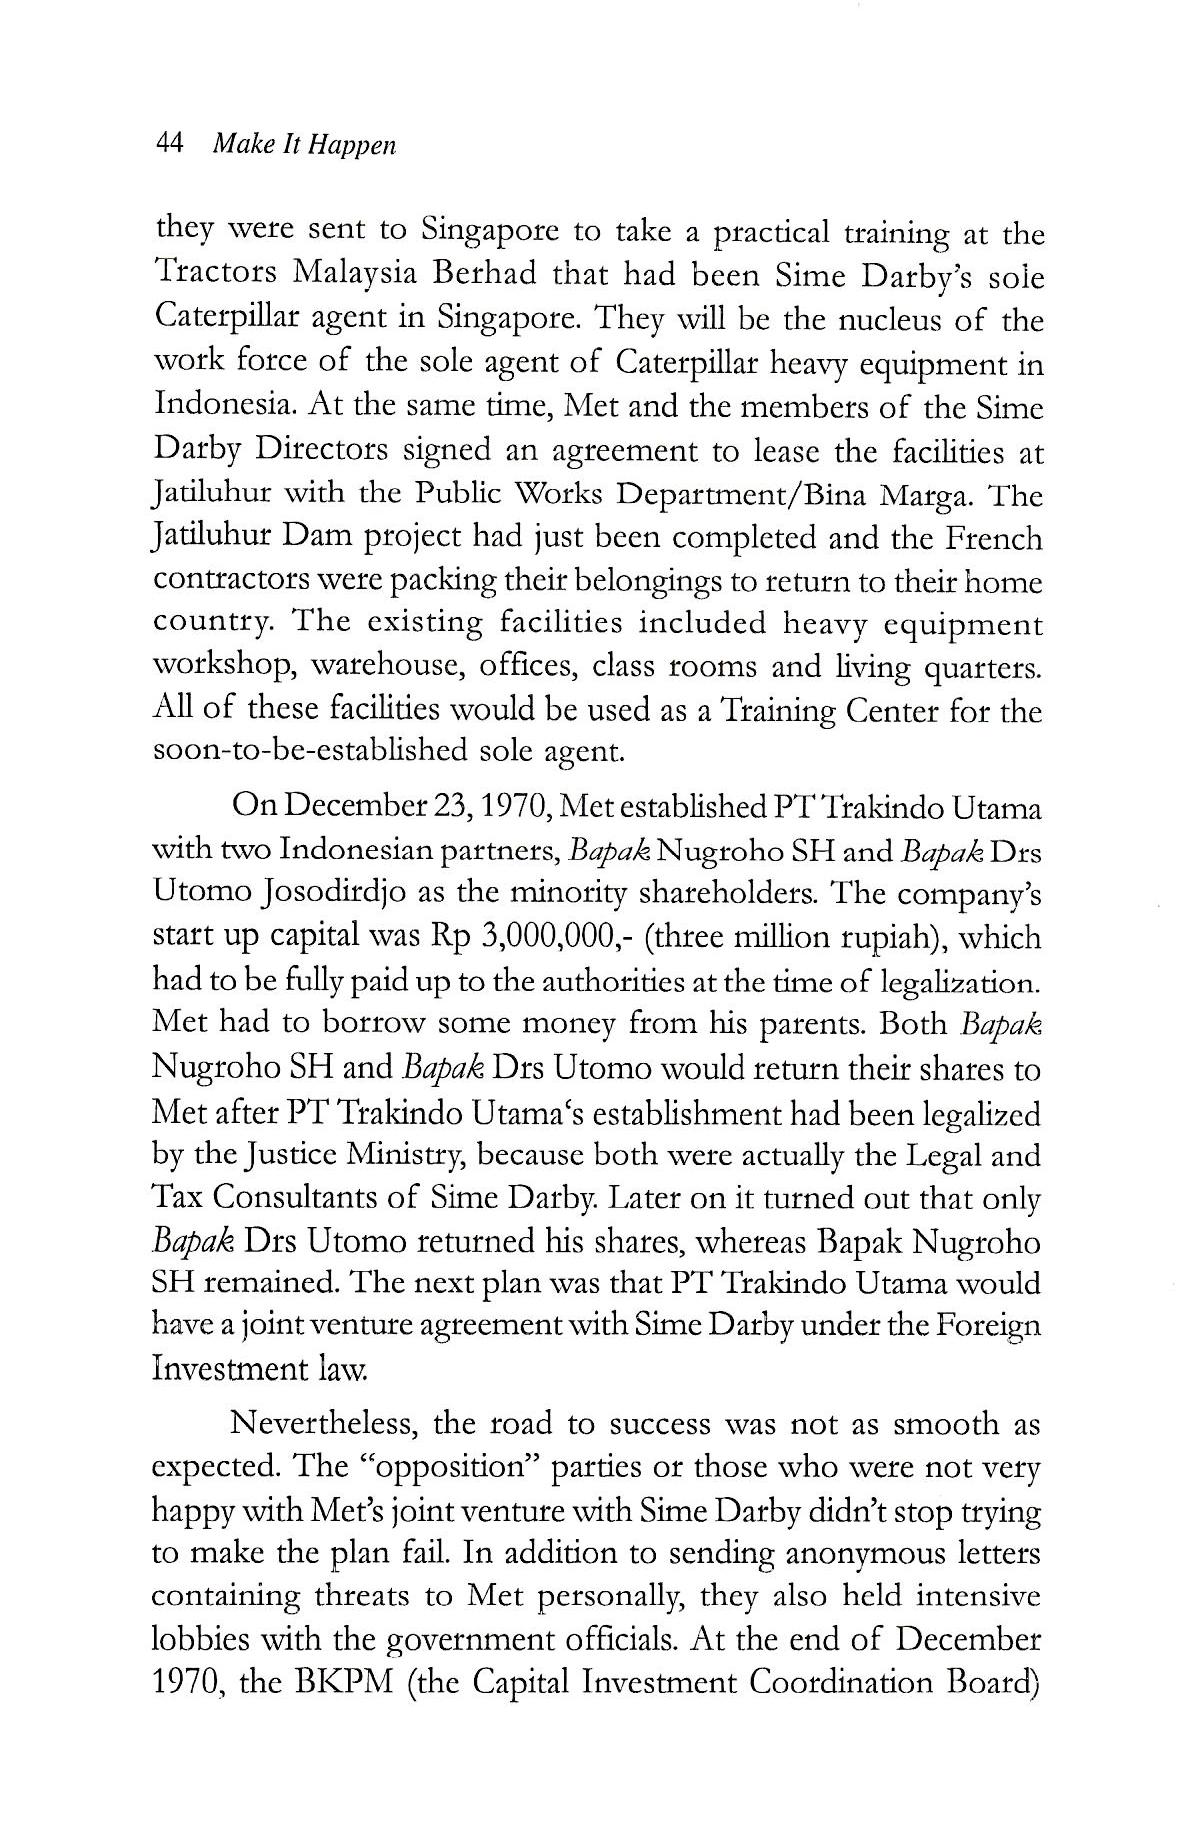 44 Make It Happen
they were sent to Singapore to take a practical training at the
Tractors Malaysia Berhad that had been Sime Darby's sole
Caterpillar agent in Singapore. They will be the nucleus of the
work force of the sole agent of Caterpillar heavy equipment in
Indonesia. At the same time, Met and the members of the Sime
Darby Directors signed an agreement to lease the facilities at
Jatiluhur with the Public Works Department/Bina Marga. The
Jatiluhur Dam project had just been completed and the French
contractors were packing their belongings to return to their home
country. The existing facilities included heavy equipment
workshop, warehouse, offices, class rooms and living quarters.
All of these facilities would be used as a Training Center for the
soon-to-be-established sole agent.
On December 23, 1970, Met established PT Trakindo Utama
with two Indonesian partners, Bapak Nugroho SH and Bapak Drs
Utomo Josodirdjo as the minority shareholders. The company's
start up capital was Rp 3,000,000,- (three million rupiah), which
had to be fully paid up to the authorities at the time of legalization.
Met had to borrow some money from his parents. Both Bapak
Nugroho SH and Bapak Drs Utomo would return their shares to
Met after PT Trakindo Utama‘s establishment had been legalized
by the Justice Ministry, because both were actually the Legal and
Tax Consultants of Sime Darby. Later on it turned out that only
Bapak Drs Utomo returned his shares, whereas Bapak Nugroho
SH remained. The next plan was that PT Trakindo Utama would
have a joint venture agreement with Sime Darby under the Foreign
Investment law.
Nevertheless, the road to success was not as smooth as
expected. The “opposition” parties or those who were not very
happy with Met's joint venture with Sime Darby didn't stop trying
to make the plan fail. In addition to sending anonymous letters
containing threats to Met personally, they also held intensive
lobbies with the government officials. At the end of December
1970, the BKPM (the Capital Investment Coordination Board)